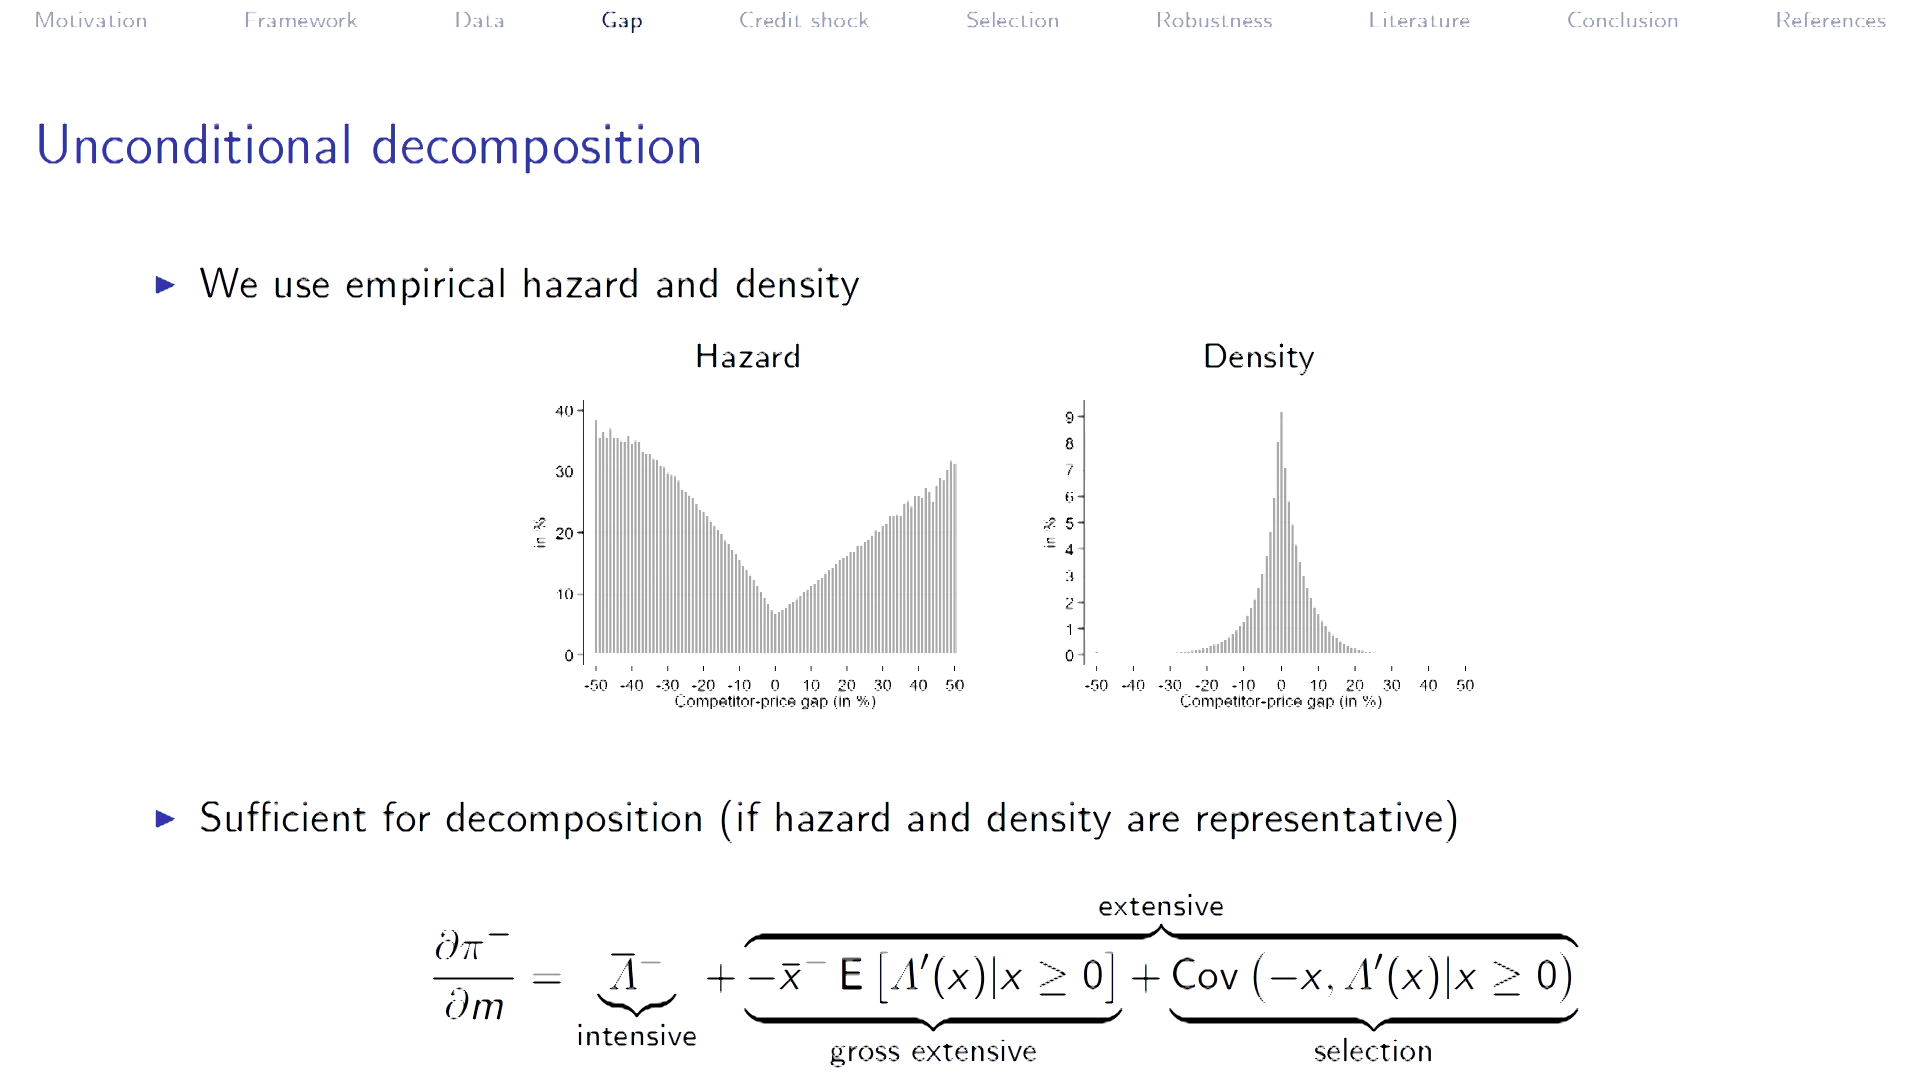 Motivation Framework Data Gap Credit shock Selection Robustness Literature Conclusion References
Unconditional decomposition
▶ We use empirical hazard and density
Hazard
40
30
20
10
0
in %
-50 -40 -30 -20 -10 0 10 20 30 40 50
Competitor-price gap (in %)
Density
9
8
7
6
5
4
3
2
1
0
in %
-50 -40 -30 -20 -10 0 10 20 30 40 50
Competitor-price gap (in %)
▶ Sufficient for decomposition (if hazard and density are representative)
extensive
∂π⁻/∂m = Λ̄⁻ + −x̄⁻ E [Λ′(x)|x ≥ 0] + Cov (−x, Λ′(x)|x ≥ 0)
intensive gross extensive selection